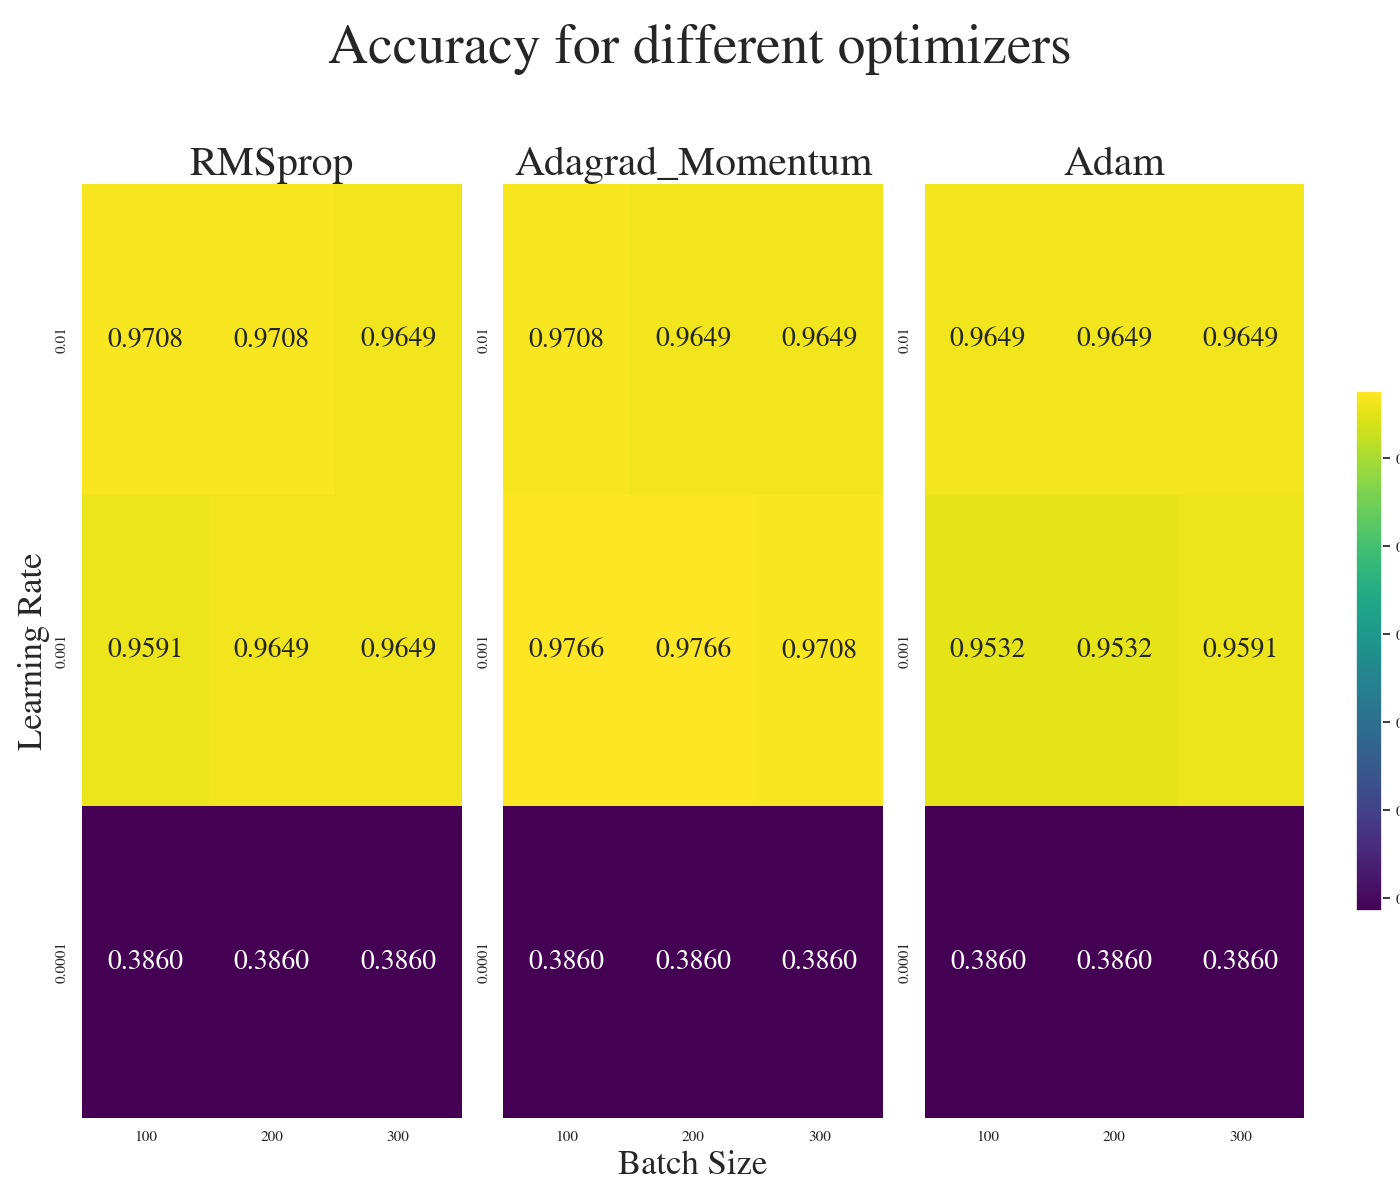 Accuracy for different optimizers
RMSprop
Adagrad_Momentum
Adam
0.01
0.9708 0.9708 0.9649
0.01
0.9708 0.9649 0.9649
0.01
0.9649 0.9649 0.9649
Learning Rate
0.001
0.9591 0.9649 0.9649
0.001
0.9766 0.9766 0.9708
0.001
0.9532 0.9532 0.9591
0.0001
0.3860 0.3860 0.3860
0.0001
0.3860 0.3860 0.3860
0.0001
0.3860 0.3860 0.3860
100 200 300
100 200 300
100 200 300
Batch Size